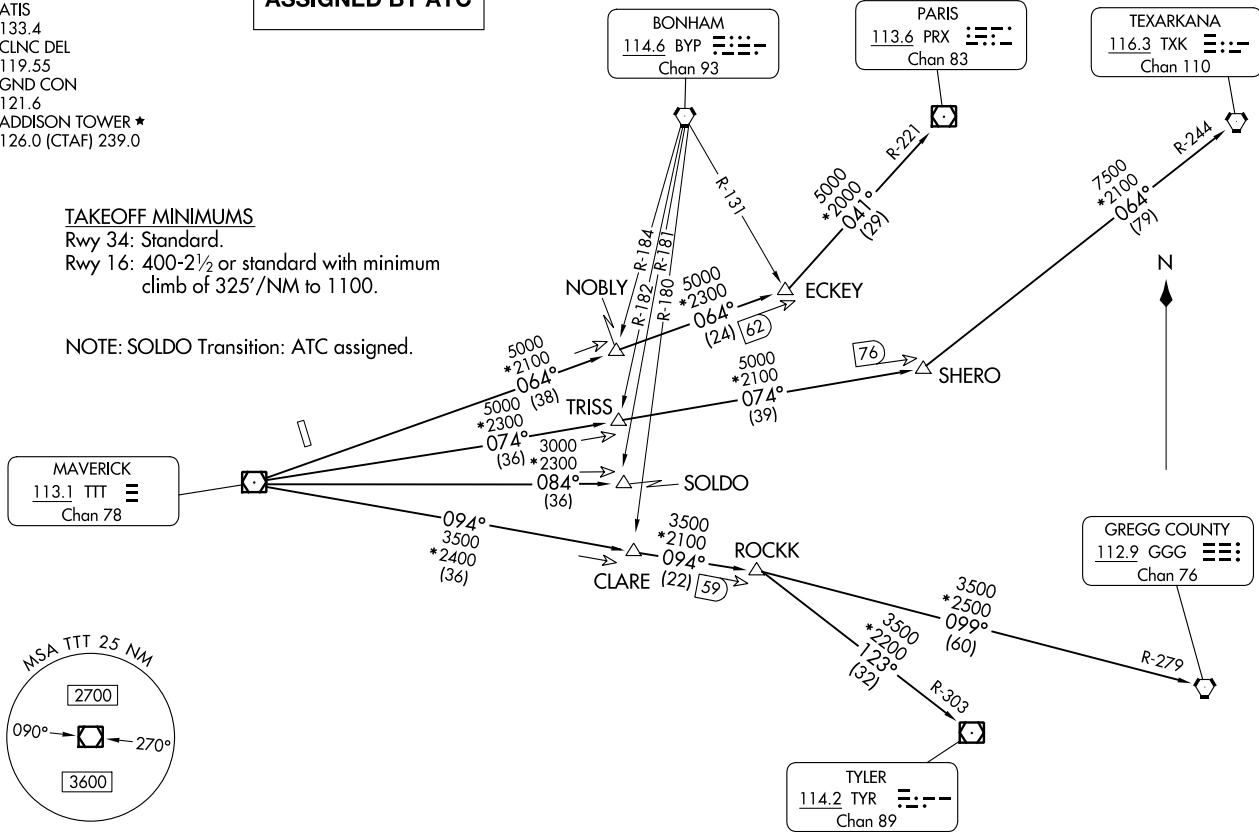 ATIS
133.4
CLNC DEL
119.55
GND CON
121.6
ADDISON TOWER ★
126.0 (CTAF) 239.0
ASSIGNED BY ATC
BONHAM
114.6 BYP
Chan 93
PARIS
113.6 PRX
Chan 83
TEXARKANA
116.3 TXK
Chan 110
TAKEOFF MINIMUMS
Rwy 34: Standard.
Rwy 16: 400-2½ or standard with minimum
climb of 325'/NM to 1100.
NOTE: SOLDO Transition: ATC assigned.
R-221
R-244
R-131
R-184
R-181
R-182
R-180
5000
*2000
041°
(29)
7500
*2100
064°
(79)
N
NOBLY
ECKEY
5000
*2300
064°
(24)
62
5000
*2100
064°
(38)
76
SHERO
5000
*2100
074°
(39)
TRISS
5000
*2300
074°
(36)
3000
*2300
084°
(36)
SOLDO
MAVERICK
113.1 TTT
Chan 78
094°
3500
*2400
(36)
CLARE
3500
*2100
094°
(22)
59
ROCKK
GREGG COUNTY
112.9 GGG
Chan 76
3500
*2500
099°
(60)
R-279
3500
*2200
123°
(32)
R-303
MSA TTT 25 NM
2700
090°
270°
3600
TYLER
114.2 TYR
Chan 89